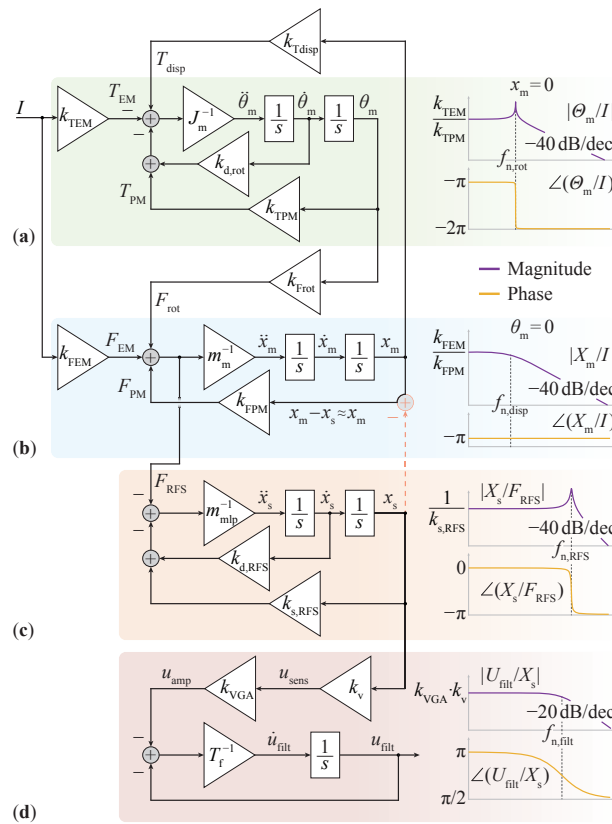 k_Tdisp
T_disp
I
T_EM
−
k_TEM
+
−
J_m^−1
θ̈_m
1/s
θ̇_m
1/s
θ_m
+
k_d,rot
T_PM
k_TPM
(a)
x_m = 0
k_TEM/k_TPM
|Θ_m/I|
−40 dB/dec
f_n,rot
−π
∠(Θ_m/I)
−2π
k_Frot
F_rot
Magnitude
Phase
k_FEM
F_EM
+
m_m^−1
ẍ_m
1/s
ẋ_m
1/s
x_m
F_PM
k_FPM
x_m−x_s≈x_m
+
−
(b)
θ_m = 0
k_FEM/k_FPM
|X_m/I|
−40 dB/dec
f_n,disp
∠(X_m/I)
−π
F_RFS
−
+
−
m_mlp^−1
ẍ_s
1/s
ẋ_s
1/s
x_s
+
k_d,RFS
k_s,RFS
(c)
|X_s/F_RFS|
1/k_s,RFS
−40 dB/dec
f_n,RFS
0
∠(X_s/F_RFS)
−π
u_amp
k_VGA
u_sens
k_v
−
+
−
T_f^−1
u̇_filt
1/s
u_filt
(d)
|U_filt/X_s|
k_VGA·k_v
−20 dB/dec
f_n,filt
π
∠(U_filt/X_s)
π/2